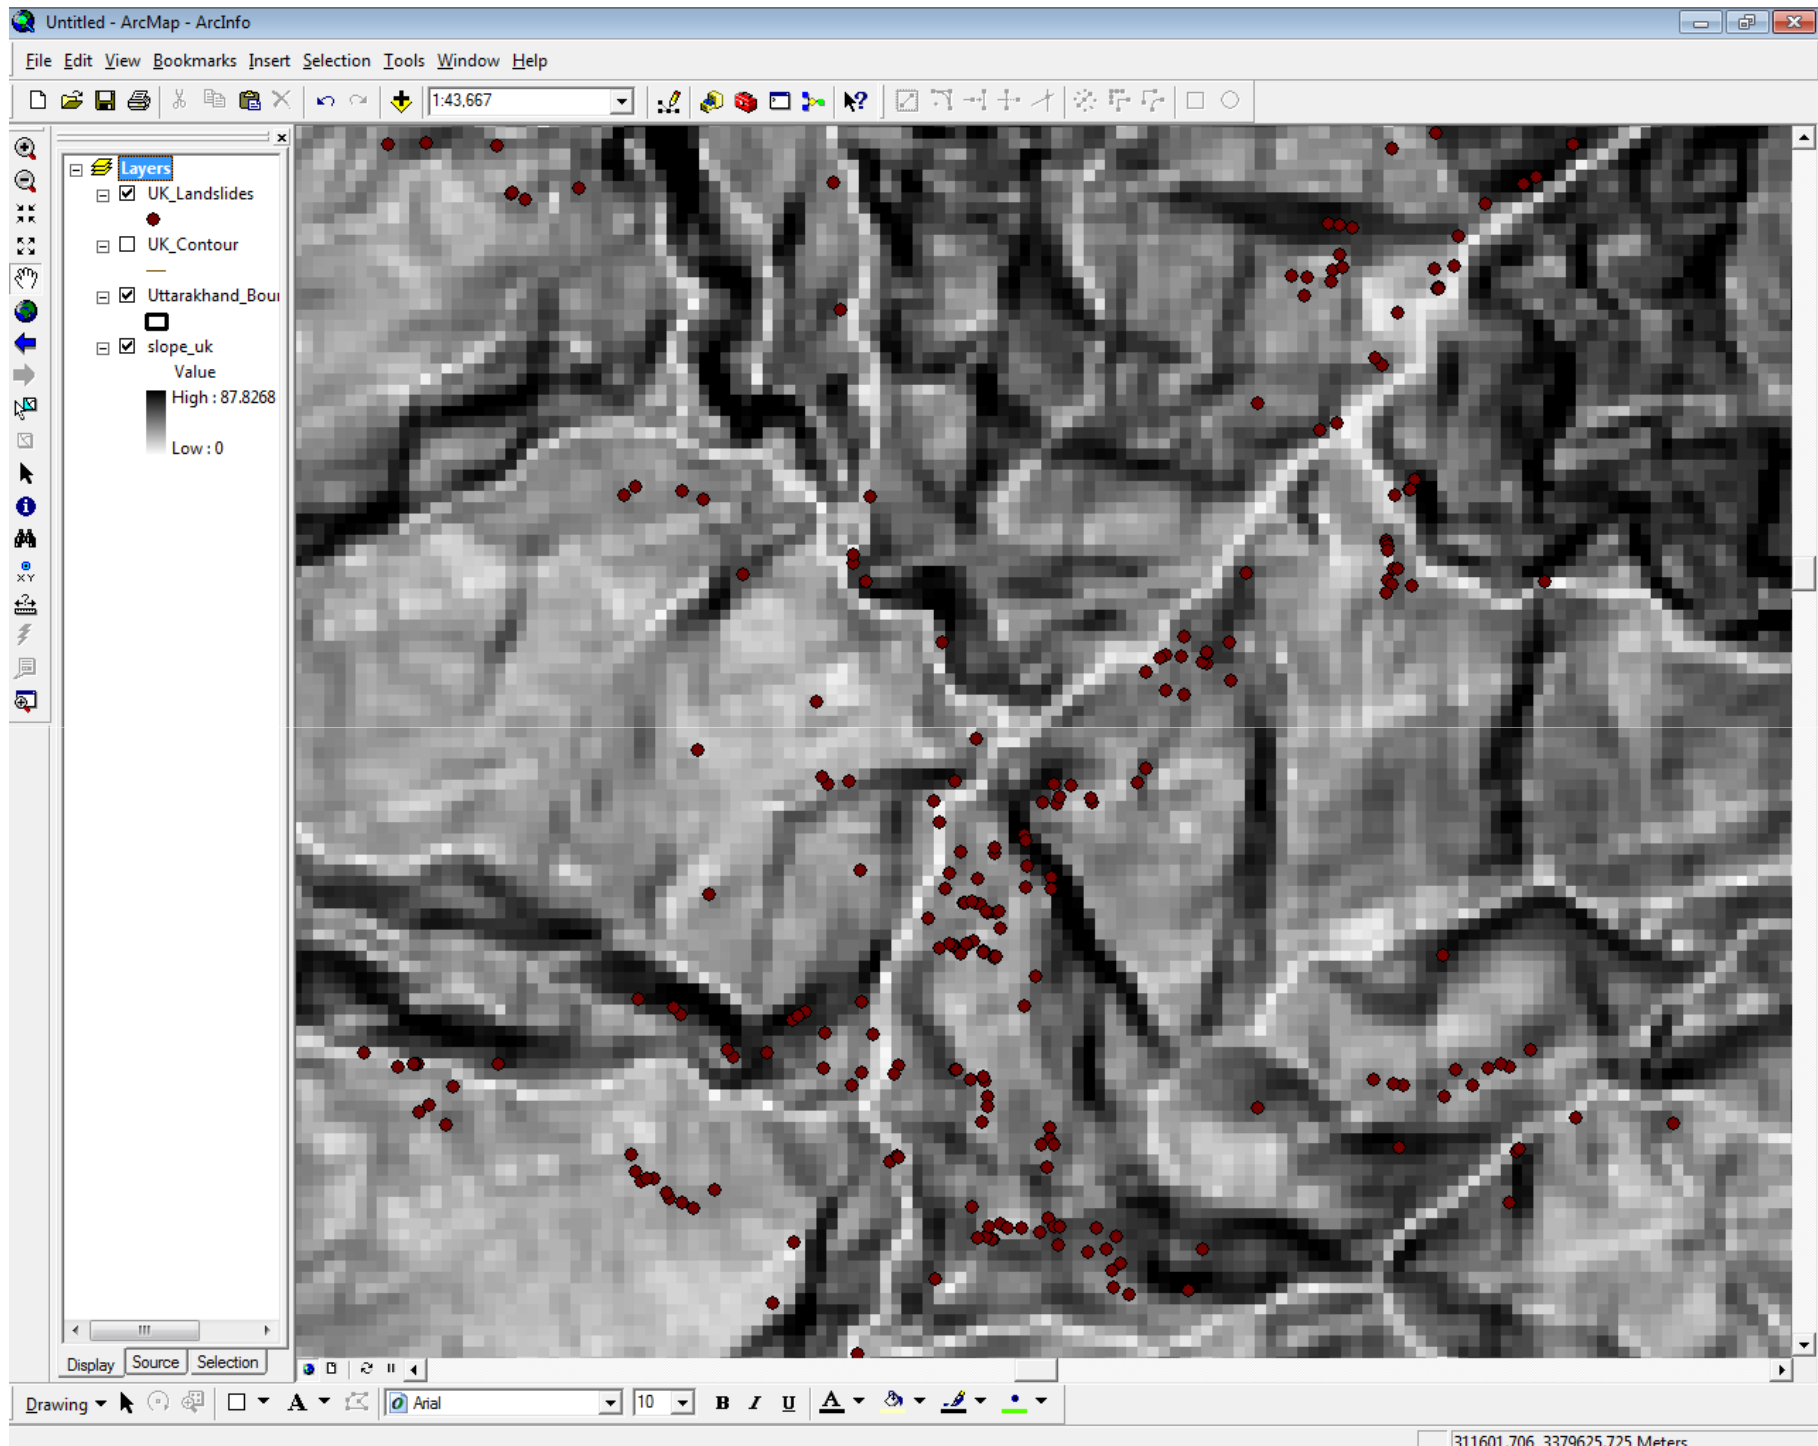 Untitled - ArcMap - ArcInfo
File Edit View Bookmarks Insert Selection Tools Window Help
1:43,667
Layers
UK_Landslides
UK_Contour
Uttarakhand_Bou
slope_uk
Value
High : 87.8268
Low : 0
XY
Display Source Selection
Drawing A Arial 10 B I U A
311601.706 3379625.725 Meters